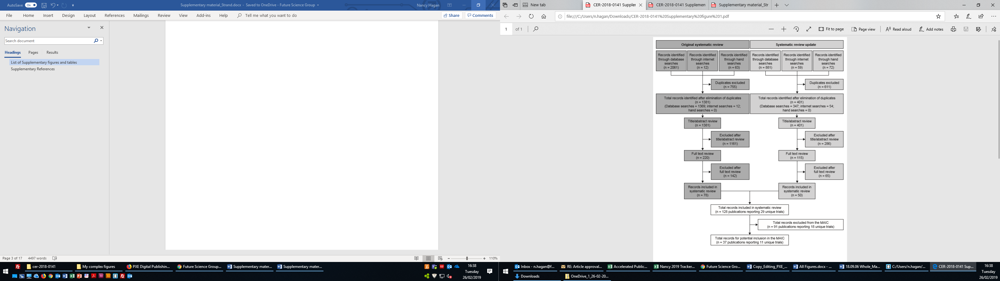 AutoSave On
Supplementary material_Strand.docx - Saved to OneDrive - Future Science Group
Nancy Hagan
File Home Insert Design Layout References Mailings Review View Add-ins Help Tell me what you want to do Share Comments
Navigation
Search document
Headings Pages Results
List of Supplementary figures and tables
Supplementary References
Page 3 of 17 4497 words
110%
cer-2018-0141 My complex figures PXE Digital Publishin... Future Science Group... Supplementary mater... Supplementary mater...
16:38
Tuesday
26/02/2019
New tab CER-2018-0141 Suppler CER-2018-0141 Supplemen Supplementary material_Str
file:///C:/Users/n.hagan/Downloads/CER-2018-0141%20Supplementary%20figure%201.pdf
1 of 1 Fit to page Page view Read aloud Add notes
Original systematic review
Systematic review update
Records identified through database searches (n = 2061)
Records identified through internet searches (n = 12)
Records identified through hand searches (n = 63)
Records identified through database searches (n = 881)
Records identified through internet searches (n = 59)
Records identified through hand searches (n = 72)
Duplicates excluded
(n = 755)
Duplicates excluded
(n = 611)
Total records identified after elimination of duplicates
(n = 1381)
(Database searches = 1369; internet searches = 12;
hand searches = 0)
Total records identified after elimination of duplicates
(n = 401)
(Database searches = 347; internet searches = 54;
hand searches = 0)
Title/abstract review
(n = 1381)
Title/abstract review
(n = 401)
Excluded after
title/abstract review
(n = 1161)
Excluded after
title/abstract review
(n = 286)
Full text review
(n = 220)
Full text review
(n = 115)
Excluded after
full text review
(n = 142)
Excluded after
full text review
(n = 65)
Records included in
systematic review
(n = 78)
Records included in
systematic review
(n = 50)
Total records included in systematic review
(n = 128 publications reporting 29 unique trials)
Total records excluded from the MAIC
(n = 91 publications reporting 18 unique trials)
Total records for potential inclusion in the MAIC
(n = 37 publications reporting 11 unique trials)
Inbox - n.hagan@f... RE: Article approval... Accelerated Public... Nancy 2019 Tracker... Future Science Gro... Copy_Editing_PXE_... All Figures.docx - ... 18.09.06 Whole_Ma... C:/Users/n.hagan/... CER-2018-0141 Sup...
Downloads OneDrive_1_26-02-20...
16:38
Tuesday
26/02/2019